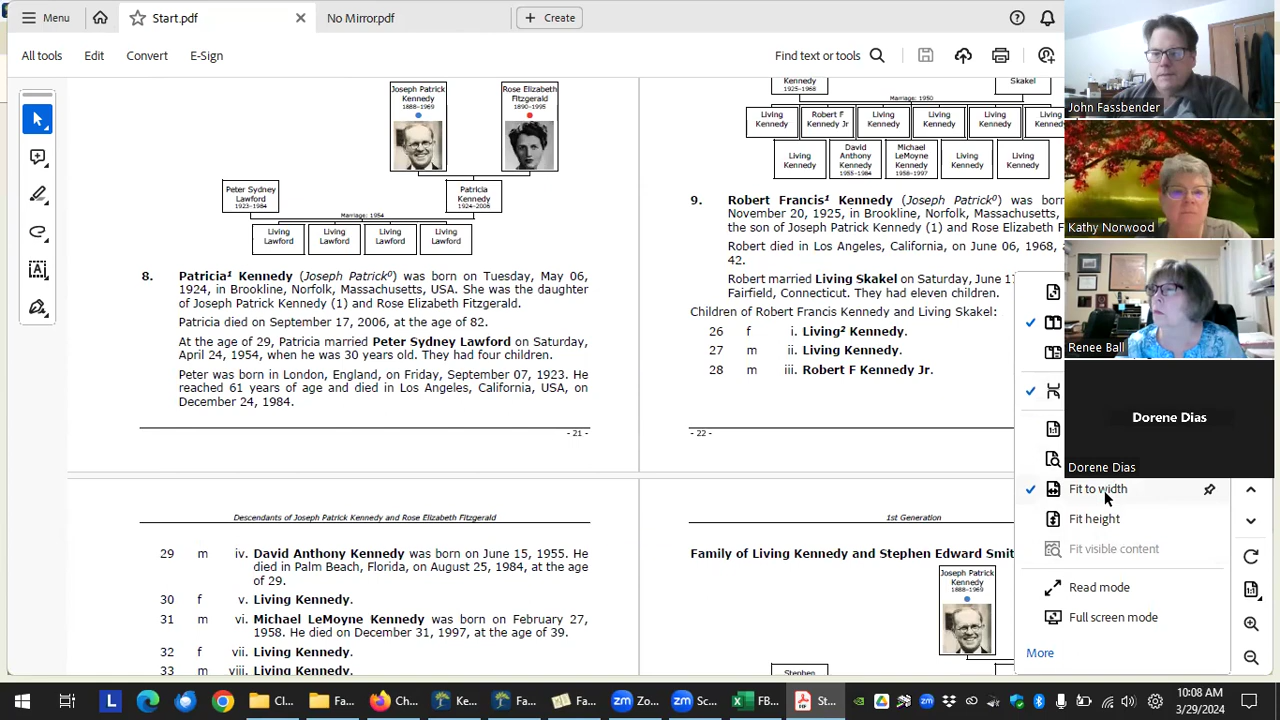 Menu
Start.pdf
No Mirror.pdf
Create
All tools
Edit
Convert
E-Sign
Find text or tools
Joseph Patrick
Kennedy
1888-1969
Rose Elizabeth
Fitzgerald
1890-1995
Peter Sydney
Lawford
1923-1984
Patricia
Kennedy
1924-2006
Marriage: 1954
Living
Lawford
Living
Lawford
Living
Lawford
Living
Lawford
8. Patricia¹ Kennedy (Joseph Patrick⁰) was born on Tuesday, May 06,
1924, in Brookline, Norfolk, Massachusetts, USA. She was the daughter
of Joseph Patrick Kennedy (1) and Rose Elizabeth Fitzgerald.
Patricia died on September 17, 2006, at the age of 82.
At the age of 29, Patricia married Peter Sydney Lawford on Saturday,
April 24, 1954, when he was 30 years old. They had four children.
Peter was born in London, England, on Friday, September 07, 1923. He
reached 61 years of age and died in Los Angeles, California, USA, on
December 24, 1984.
- 21 -
Kennedy
1925-1968
Skakel
Marriage: 1950
Living
Kennedy
Robert F
Kennedy Jr
Living
Kennedy
Living
Kennedy
Living
Kennedy
Living
Kennedy
Living
Kennedy
David
Anthony
Kennedy
1955-1984
Michael
LeMoyne
Kennedy
1958-1997
Living
Kennedy
Living
Kennedy
9. Robert Francis¹ Kennedy (Joseph Patrick⁰) was born
November 20, 1925, in Brookline, Norfolk, Massachusetts,
the son of Joseph Patrick Kennedy (1) and Rose Elizabeth F
Robert died in Los Angeles, California, on June 06, 1968, a
42.
Robert married Living Skakel on Saturday, June 1
Fairfield, Connecticut. They had eleven children.
Children of Robert Francis Kennedy and Living Skakel:
26 f i. Living² Kennedy.
27 m ii. Living Kennedy.
28 m iii. Robert F Kennedy Jr.
- 22 -
Descendants of Joseph Patrick Kennedy and Rose Elizabeth Fitzgerald
29 m iv. David Anthony Kennedy was born on June 15, 1955. He
died in Palm Beach, Florida, on August 25, 1984, at the age
of 29.
30 f v. Living Kennedy.
31 m vi. Michael LeMoyne Kennedy was born on February 27,
1958. He died on December 31, 1997, at the age of 39.
32 f vii. Living Kennedy.
33 m viii. Living Kennedy.
1st Generation
Family of Living Kennedy and Stephen Edward Smit
Joseph Patrick
Kennedy
1888-1969
Stephen
John Fassbender
Kathy Norwood
Renee Ball
Dorene Dias
Dorene Dias
Fit to width
Fit height
Fit visible content
Read mode
Full screen mode
More
Cl...
Fa...
Ch...
Ke...
Fa...
Fa...
Zo...
Sc...
FB...
St...
10:08 AM
3/29/2024